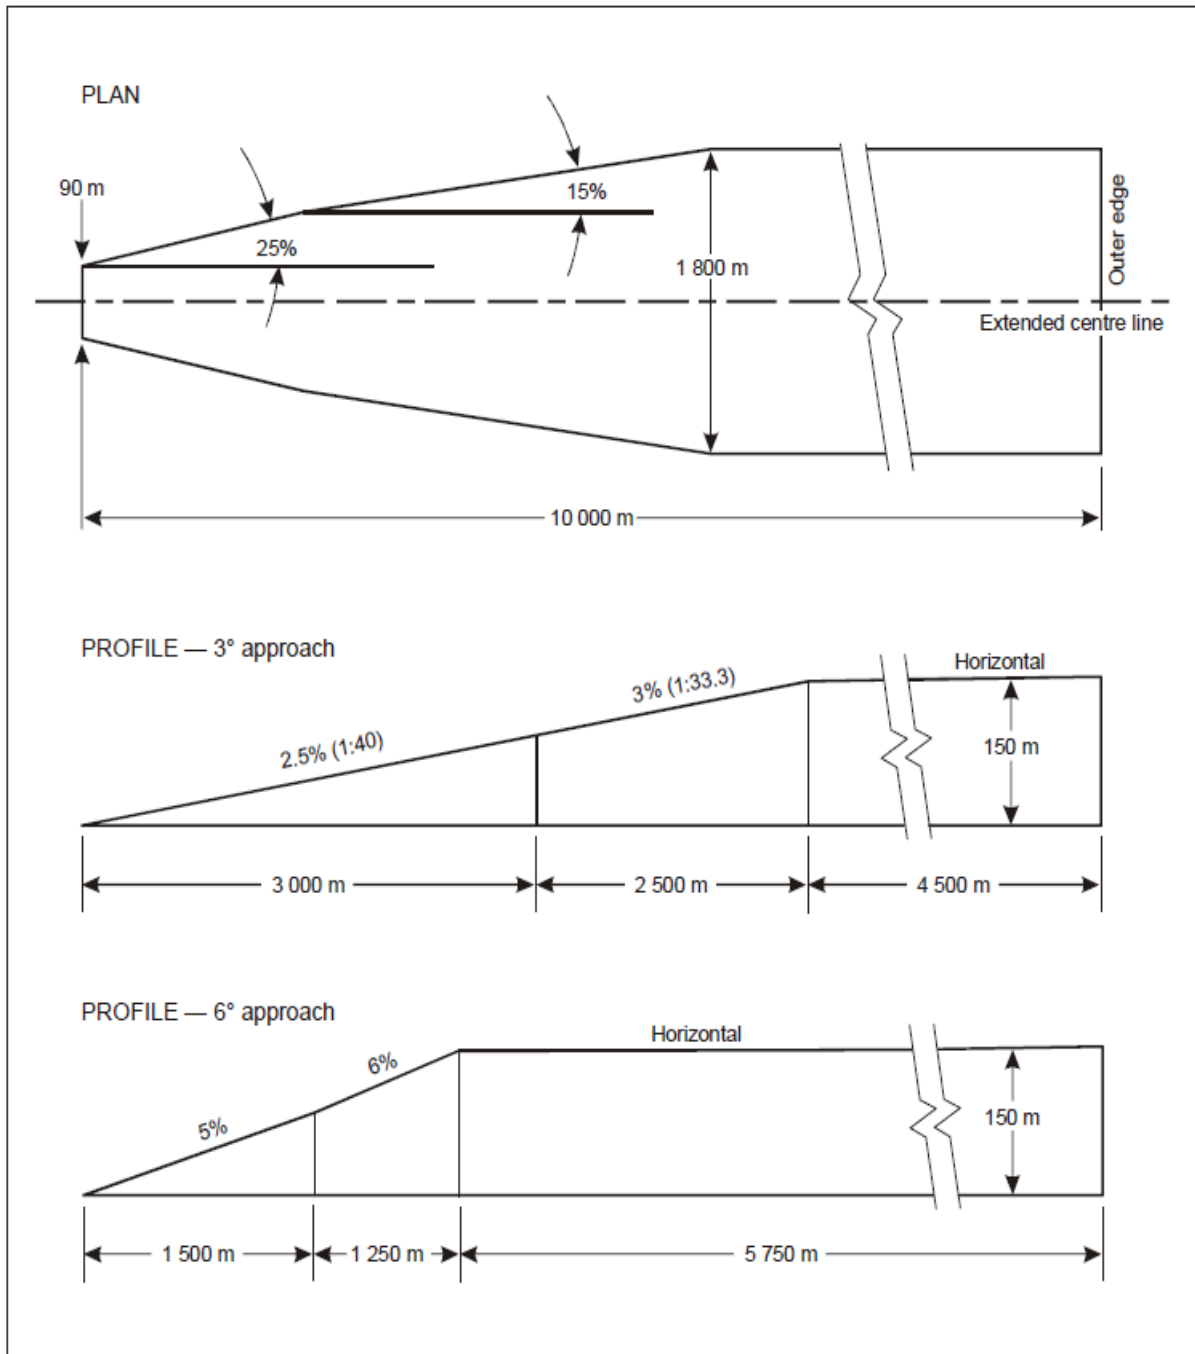 PLAN
90 m
15%
25%
1 800 m
Outer edge
Extended centre line
10 000 m
PROFILE — 3° approach
Horizontal
3% (1:33.3)
2.5% (1:40)
150 m
3 000 m
2 500 m
4 500 m
PROFILE — 6° approach
Horizontal
6%
5%
150 m
1 500 m
1 250 m
5 750 m